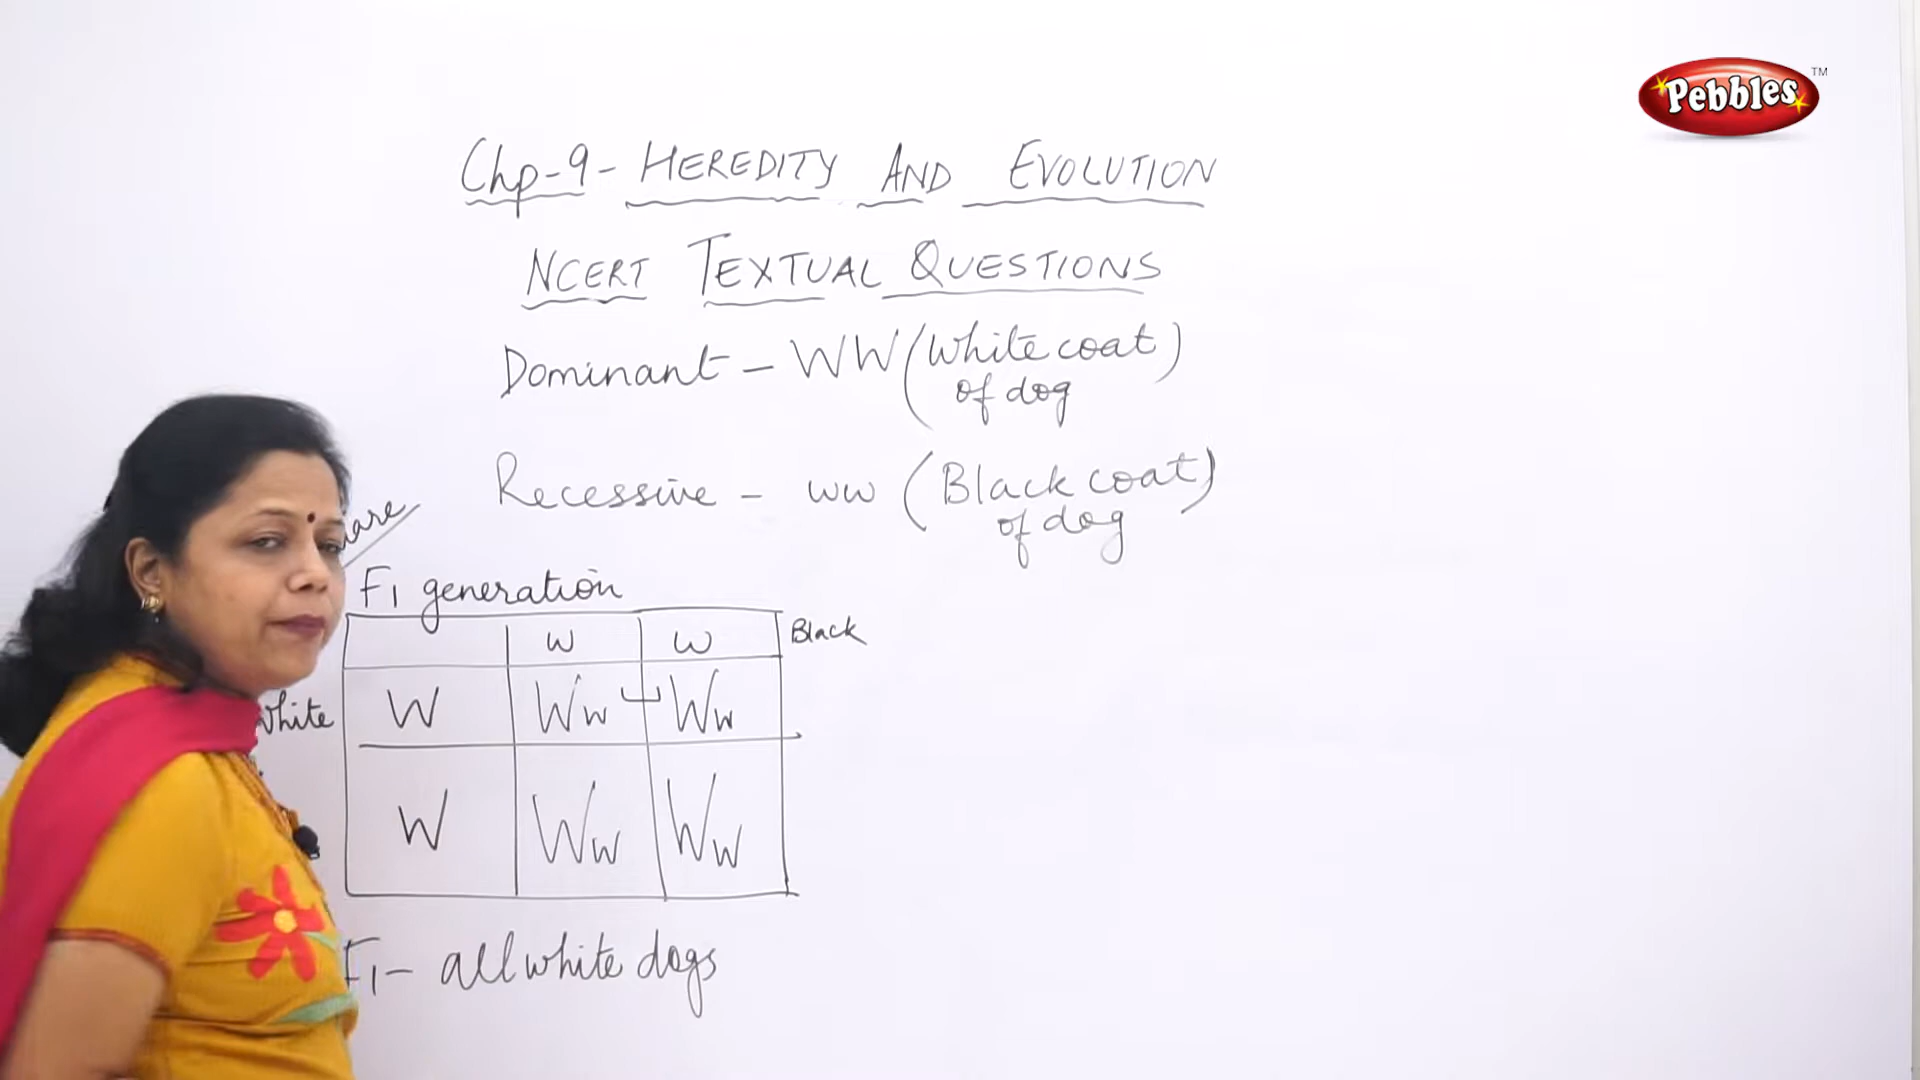 Pebbles TM
Chp-9- HEREDITY AND EVOLUTION
NCERT TEXTUAL QUESTIONS
Dominant - WW (White coat
of dog)
Recessive - ww (Black coat
of dog)
F1 generation
w w Black
White W Ww Ww
W Ww Ww
F1- all white dogs